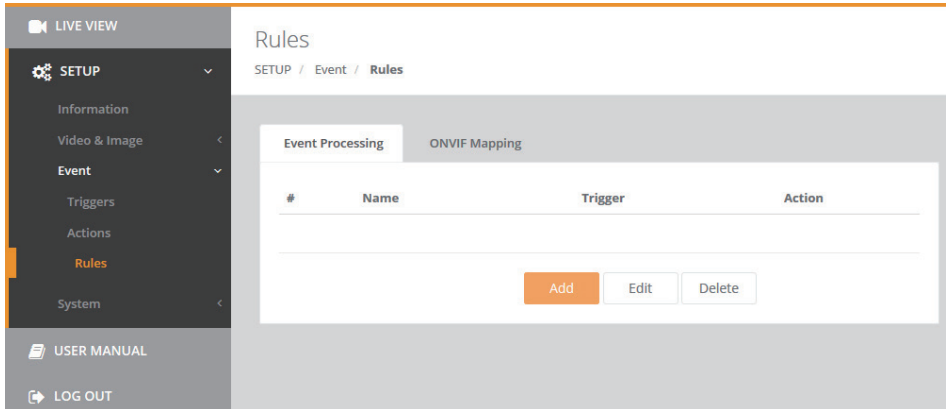 LIVE VIEW
SETUP
Information
Video & Image
Event
Triggers
Actions
Rules
System
USER MANUAL
LOG OUT
Rules
SETUP / Event / Rules
Event Processing ONVIF Mapping
# Name Trigger Action
Add Edit Delete